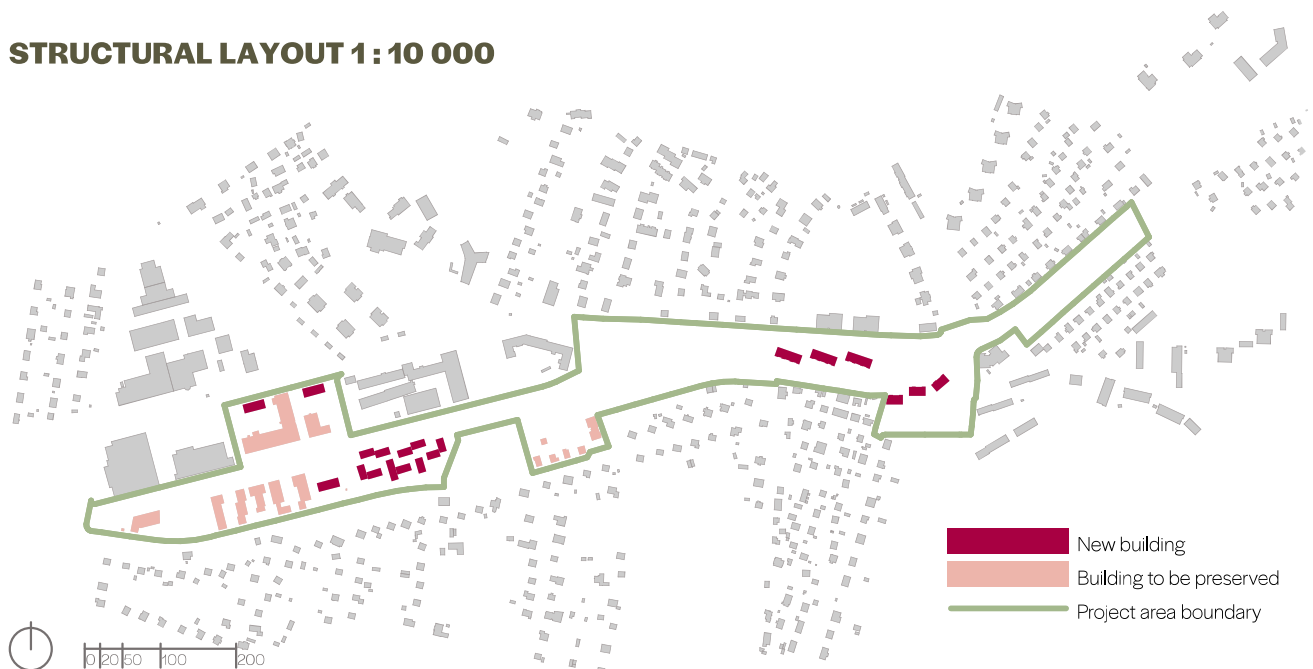 STRUCTURAL LAYOUT 1:10 000
New building
Building to be preserved
Project area boundary
0 20 50 100 200